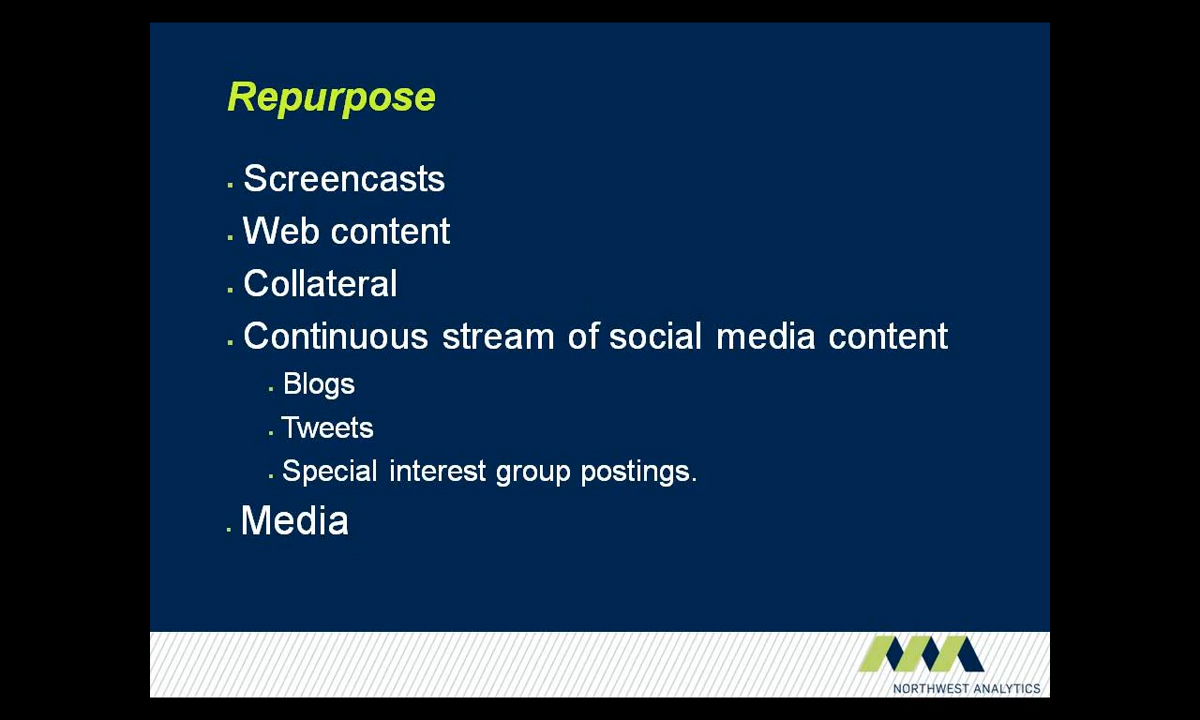 Repurpose
Screencasts
Web content
Collateral
Continuous stream of social media content
Blogs
Tweets
Special interest group postings.
Media
NORTHWEST ANALYTICS